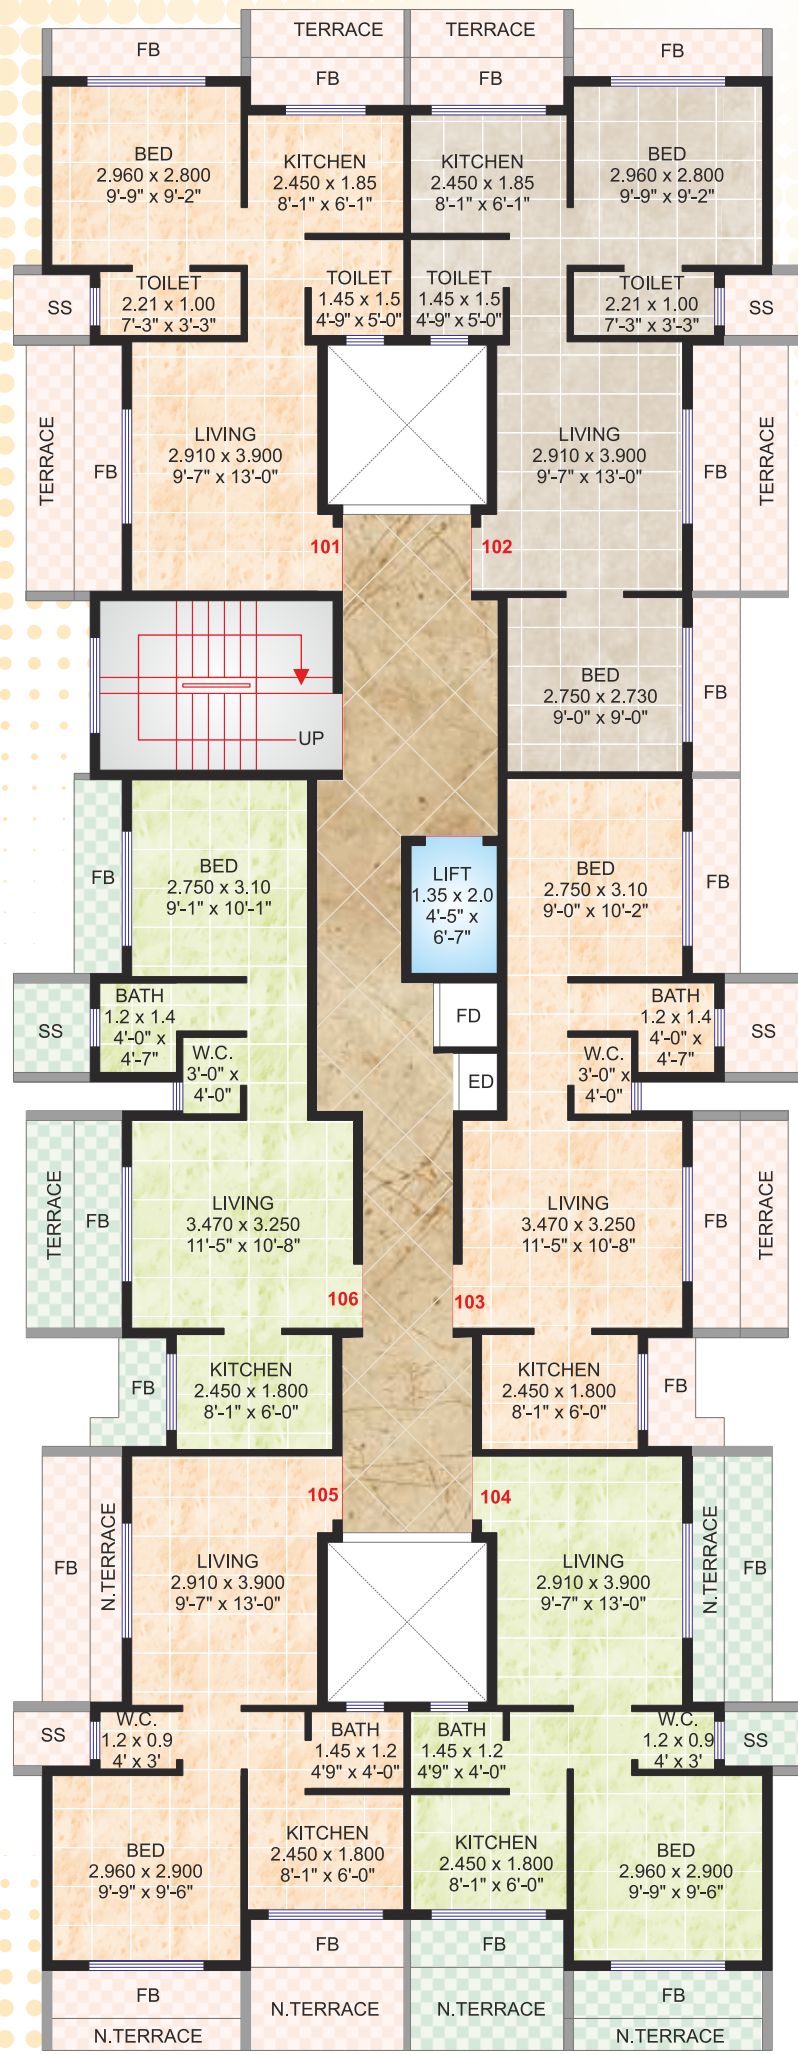 TERRACE
TERRACE
FB
FB
FB
FB
BED
2.960 x 2.800
9'-9" x 9'-2"
KITCHEN
2.450 x 1.85
8'-1" x 6'-1"
KITCHEN
2.450 x 1.85
8'-1" x 6'-1"
BED
2.960 x 2.800
9'-9" x 9'-2"
SS
TOILET
2.21 x 1.00
7'-3" x 3'-3"
TOILET
1.45 x 1.5
4'-9" x 5'-0"
TOILET
1.45 x 1.5
4'-9" x 5'-0"
TOILET
2.21 x 1.00
7'-3" x 3'-3"
SS
TERRACE
FB
LIVING
2.910 x 3.900
9'-7" x 13'-0"
LIVING
2.910 x 3.900
9'-7" x 13'-0"
FB
TERRACE
101
102
UP
BED
2.750 x 2.730
9'-0" x 9'-0"
FB
FB
BED
2.750 x 3.10
9'-1" x 10'-1"
LIFT
1.35 x 2.0
4'-5" x
6'-7"
BED
2.750 x 3.10
9'-0" x 10'-2"
FB
SS
BATH
1.2 x 1.4
4'-0" x
4'-7"
W.C.
3'-0" x
4'-0"
FD
ED
W.C.
3'-0" x
4'-0"
BATH
1.2 x 1.4
4'-0" x
4'-7"
SS
TERRACE
FB
LIVING
3.470 x 3.250
11'-5" x 10'-8"
LIVING
3.470 x 3.250
11'-5" x 10'-8"
FB
TERRACE
106
103
FB
KITCHEN
2.450 x 1.800
8'-1" x 6'-0"
KITCHEN
2.450 x 1.800
8'-1" x 6'-0"
FB
105
104
FB
N.TERRACE
LIVING
2.910 x 3.900
9'-7" x 13'-0"
LIVING
2.910 x 3.900
9'-7" x 13'-0"
N.TERRACE
FB
SS
W.C.
1.2 x 0.9
4' x 3'
BATH
1.45 x 1.2
4'9" x 4'-0"
BATH
1.45 x 1.2
4'9" x 4'-0"
W.C.
1.2 x 0.9
4' x 3'
SS
BED
2.960 x 2.900
9'-9" x 9'-6"
KITCHEN
2.450 x 1.800
8'-1" x 6'-0"
KITCHEN
2.450 x 1.800
8'-1" x 6'-0"
BED
2.960 x 2.900
9'-9" x 9'-6"
FB
FB
FB
FB
N.TERRACE
N.TERRACE
N.TERRACE
N.TERRACE